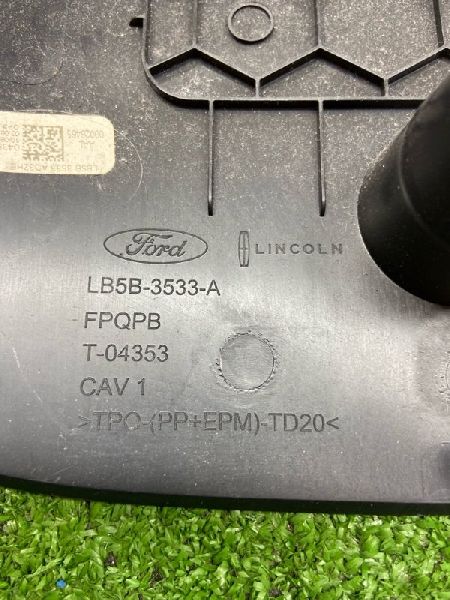 Ford LINCOLN
LB5B-3533-A
FPQPB
T-04353
CAV 1
>TPO-(PP+EPM)-TD20<